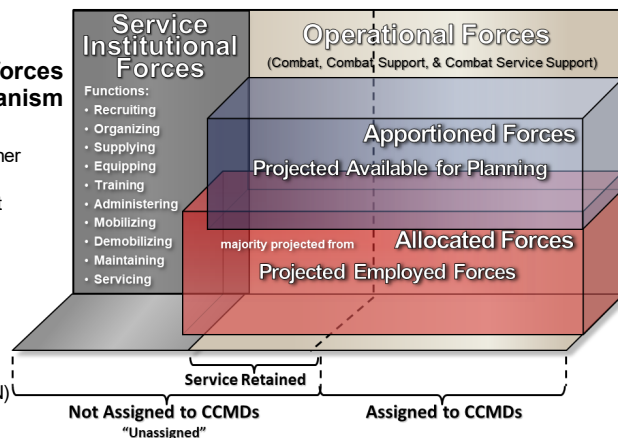 Service
Institutional
Forces
Functions:
• Recruiting
• Organizing
• Supplying
• Equipping
• Training
• Administering
• Mobilizing
• Demobilizing
• Maintaining
• Servicing
Operational Forces
(Combat, Combat Support, & Combat Service Support)
Apportioned Forces
Projected Available for Planning
majority projected from
Allocated Forces
Projected Employed Forces
Service Retained
Not Assigned to CCMDs
"Unassigned"
Assigned to CCMDs
orces
anism
ner
t
N)